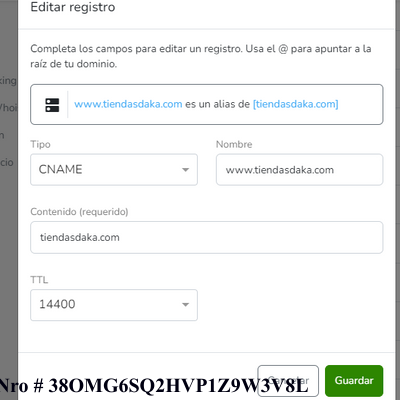 Editar registro
Completa los campos para editar un registro. Usa el @ para apuntar a la
raíz de tu dominio.
www.tiendasdaka.com es un alias de [tiendasdaka.com]
Tipo
Nombre
CNAME
www.tiendasdaka.com
Contenido (requerido)
tiendasdaka.com
TTL
14400
Cancelar
Guardar
Nro # 38OMG6SQ2HVP1Z9W3V8L